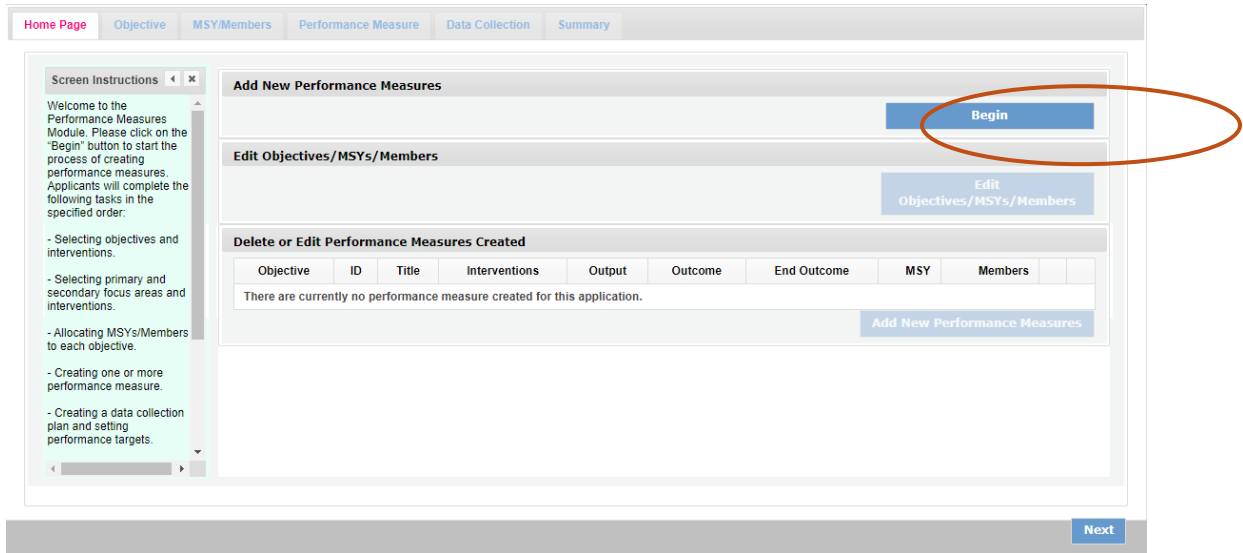 Home Page Objective MSY/Members Performance Measure Data Collection Summary
Screen Instructions
Welcome to the
Performance Measures
Module. Please click on the
"Begin" button to start the
process of creating
performance measures.
Applicants will complete the
following tasks in the
specified order:
- Selecting objectives and
interventions.
- Selecting primary and
secondary focus areas and
interventions.
- Allocating MSYs/Members
to each objective.
- Creating one or more
performance measure.
- Creating a data collection
plan and setting
performance targets.
Add New Performance Measures
Begin
Edit Objectives/MSYs/Members
Edit
Objectives/MSYs/Members
Delete or Edit Performance Measures Created
Objective ID Title Interventions Output Outcome End Outcome MSY Members
There are currently no performance measure created for this application.
Add New Performance Measures
Next